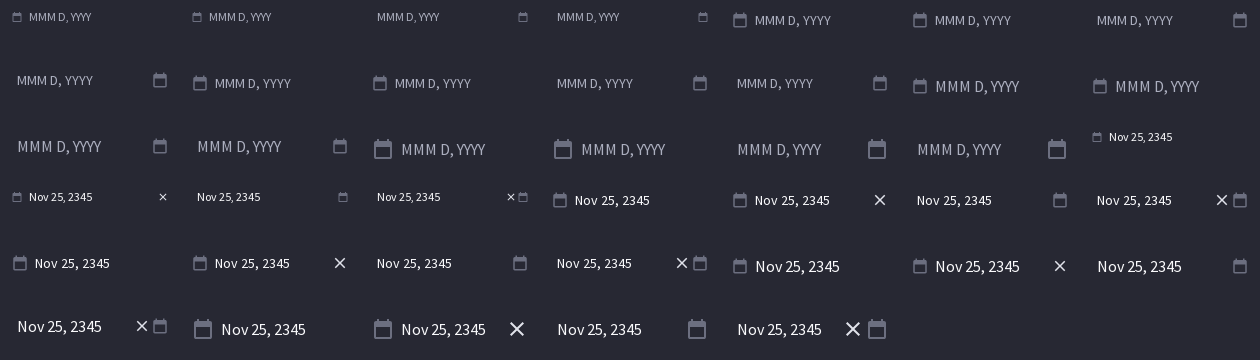 MMM D, YYYY MMM D, YYYY MMM D, YYYY MMM D, YYYY MMM D, YYYY MMM D, YYYY MMM D, YYYY
MMM D, YYYY MMM D, YYYY MMM D, YYYY MMM D, YYYY MMM D, YYYY MMM D, YYYY MMM D, YYYY
MMM D, YYYY MMM D, YYYY MMM D, YYYY MMM D, YYYY MMM D, YYYY MMM D, YYYY Nov 25, 2345
Nov 25, 2345 Nov 25, 2345 Nov 25, 2345 Nov 25, 2345 Nov 25, 2345 Nov 25, 2345 Nov 25, 2345
Nov 25, 2345 Nov 25, 2345 Nov 25, 2345 Nov 25, 2345 Nov 25, 2345 Nov 25, 2345 Nov 25, 2345
Nov 25, 2345 Nov 25, 2345 Nov 25, 2345 Nov 25, 2345 Nov 25, 2345